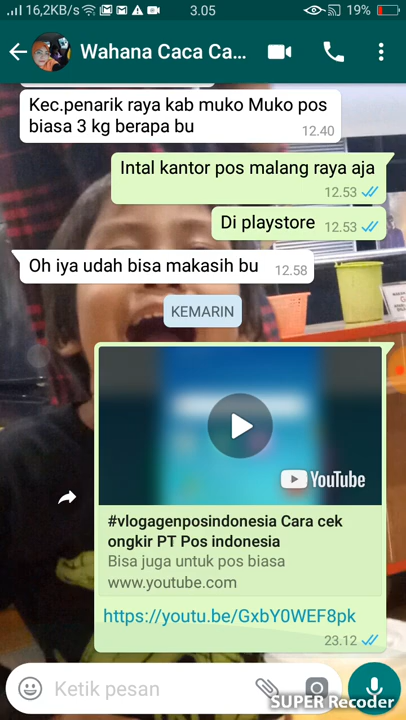 16,2KB/s 3.05 19%
Wahana Caca Ca...
Kec.penarik raya kab muko Muko pos
biasa 3 kg berapa bu
12.40
Intal kantor pos malang raya aja
12.53
Di playstore 12.53
Oh iya udah bisa makasih bu 12.58
KEMARIN
YouTube
#vlogagenposindonesia Cara cek
ongkir PT Pos indonesia
Bisa juga untuk pos biasa
www.youtube.com
https://youtu.be/GxbY0WEF8pk
23.12
Ketik pesan
SUPER Recoder